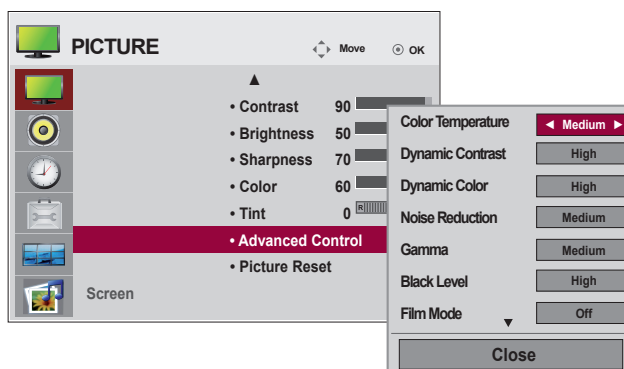 PICTURE
Move
OK
• Contrast 90
• Brightness 50
• Sharpness 70
• Color 60
• Tint 0 R
• Advanced Control
• Picture Reset
Screen
Color Temperature ◄ Medium ►
Dynamic Contrast High
Dynamic Color High
Noise Reduction Medium
Gamma Medium
Black Level High
Film Mode Off
Close